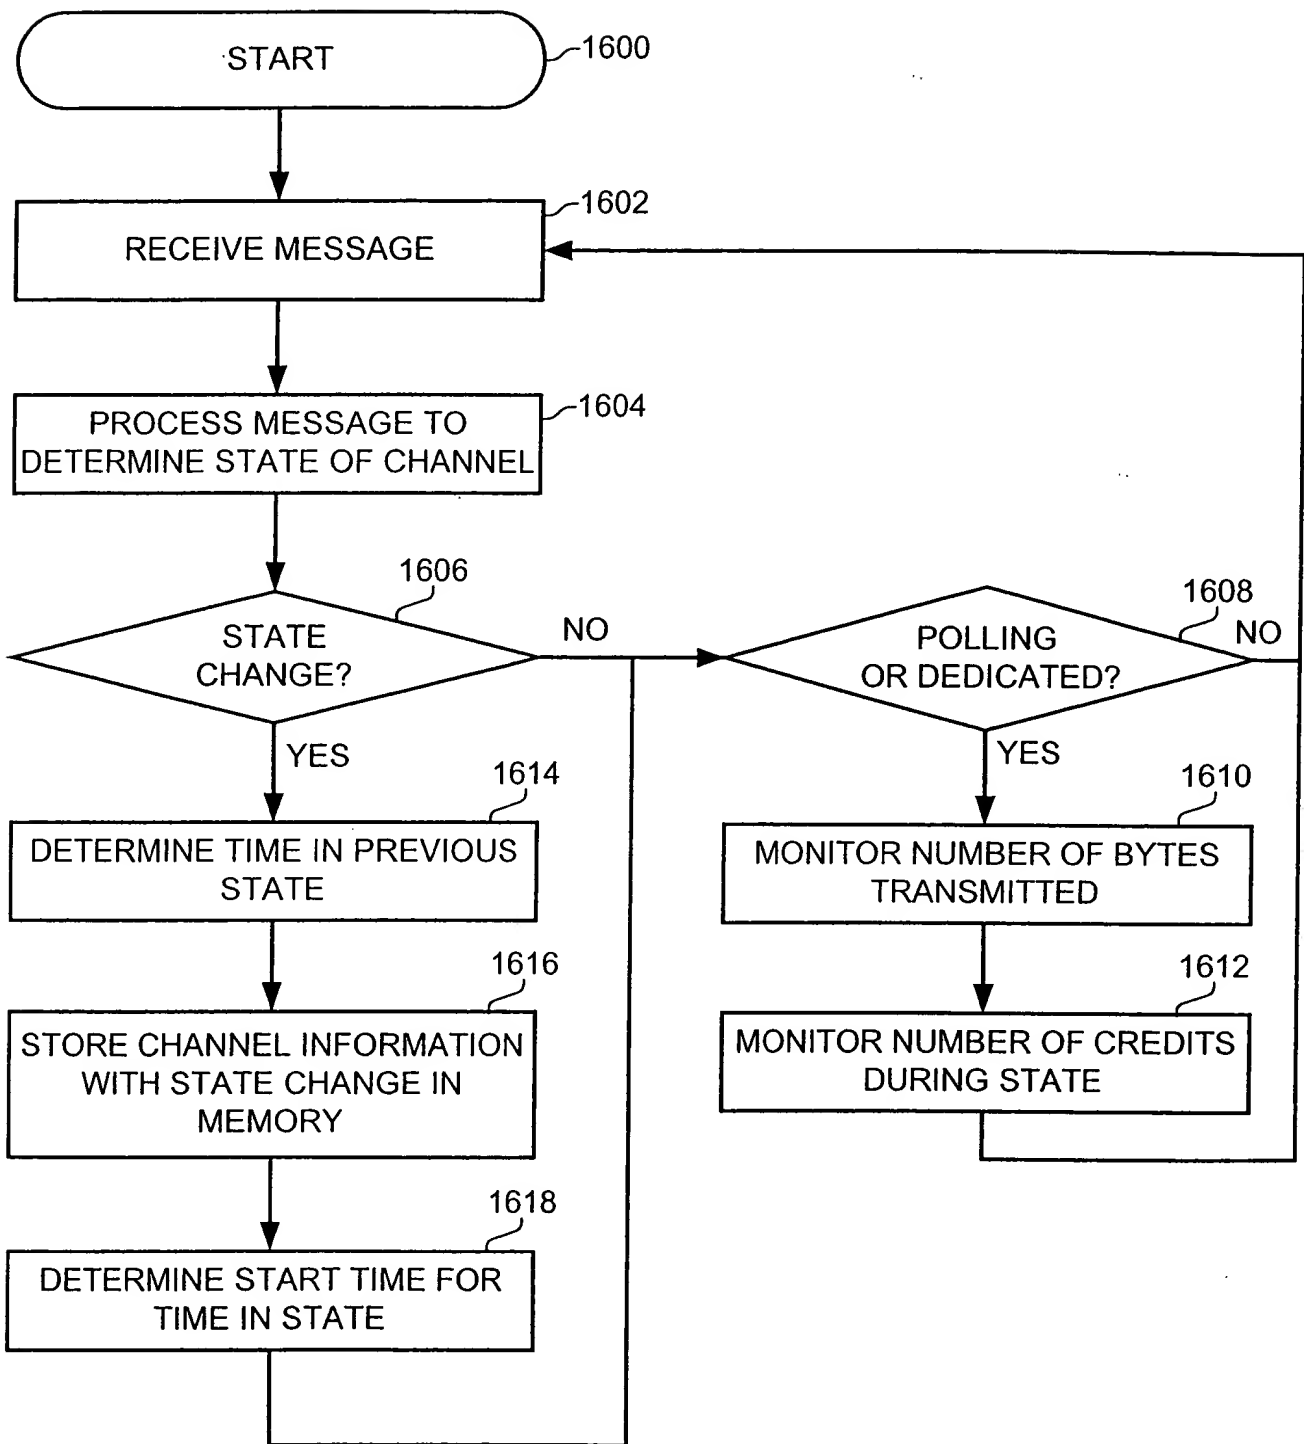 START
1600
1602
RECEIVE MESSAGE
1604
PROCESS MESSAGE TO
DETERMINE STATE OF CHANNEL
1606
STATE
CHANGE?
NO
1608
POLLING
OR DEDICATED?
NO
YES
YES
1614
DETERMINE TIME IN PREVIOUS
STATE
1610
MONITOR NUMBER OF BYTES
TRANSMITTED
1616
STORE CHANNEL INFORMATION
WITH STATE CHANGE IN
MEMORY
1612
MONITOR NUMBER OF CREDITS
DURING STATE
1618
DETERMINE START TIME FOR
TIME IN STATE